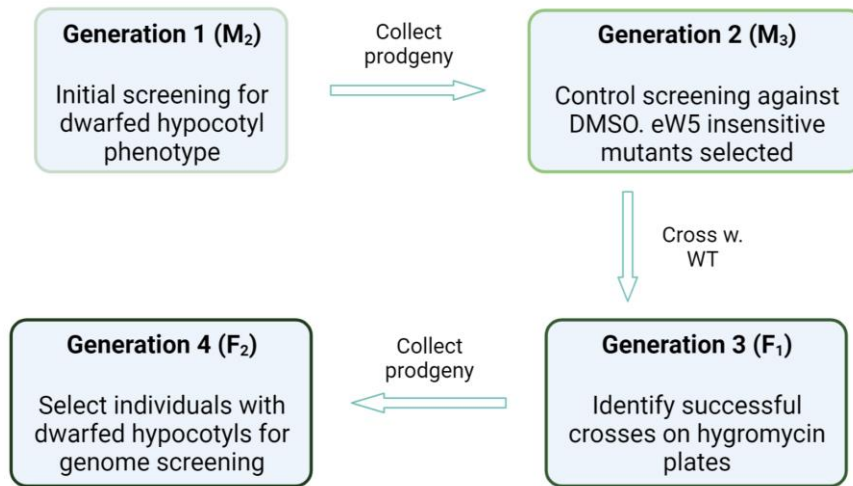 Generation 1 (M₂)
Initial screening for
dwarfed hypocotyl
phenotype
Collect
prodgeny
Generation 2 (M₃)
Control screening against
DMSO. eW5 insensitive
mutants selected
Cross w.
WT
Generation 3 (F₁)
Identify successful
crosses on hygromycin
plates
Collect
prodgeny
Generation 4 (F₂)
Select individuals with
dwarfed hypocotyls for
genome screening